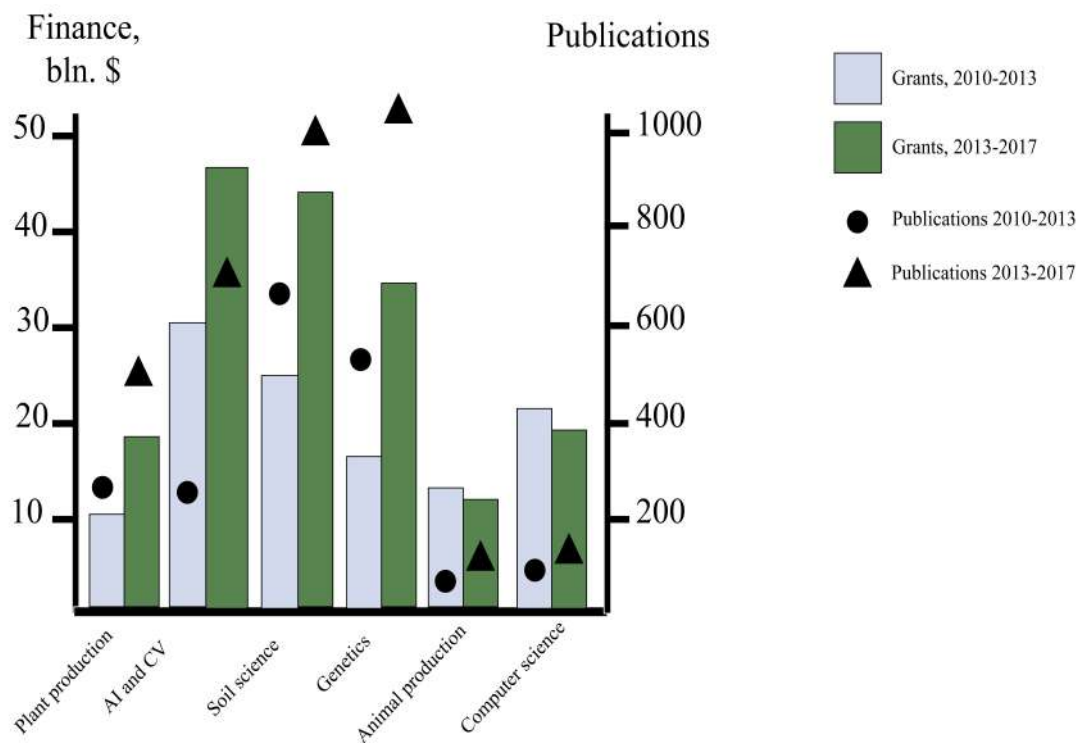 Finance,
bln. $
Publications
50
40
30
20
10
1000
800
600
400
200
Grants, 2010-2013
Grants, 2013-2017
Publications 2010-2013
Publications 2013-2017
Plant production
AI and CV
Soil science
Genetics
Animal production
Computer science